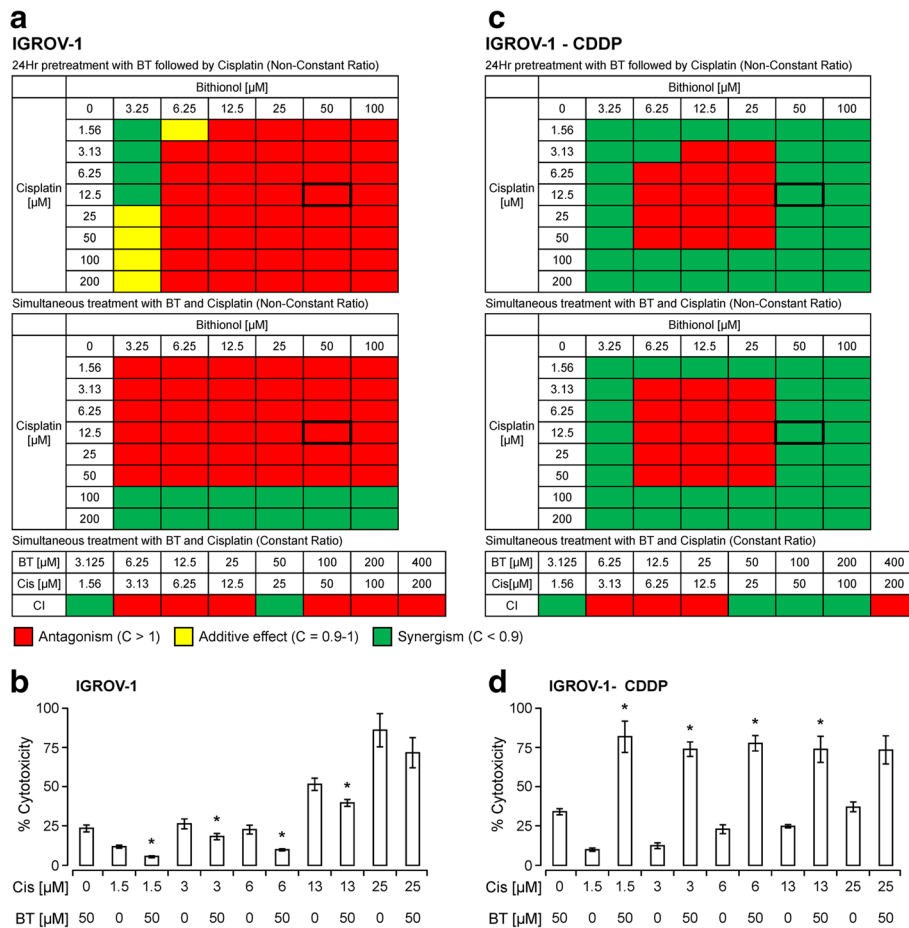 a
IGROV-1
24Hr pretreatment with BT followed by Cisplatin (Non-Constant Ratio)
Bithionol [µM]
0 3.25 6.25 12.5 25 50 100
1.56
3.13
6.25
Cisplatin [µM]
12.5
25
50
100
200
Simultaneous treatment with BT and Cisplatin (Non-Constant Ratio)
Bithionol [µM]
0 3.25 6.25 12.5 25 50 100
1.56
3.13
6.25
Cisplatin [µM]
12.5
25
50
100
200
Simultaneous treatment with BT and Cisplatin (Constant Ratio)
BT [µM] 3.125 6.25 12.5 25 50 100 200 400
Cis [µM] 1.56 3.13 6.25 12.5 25 50 100 200
CI
c
IGROV-1 - CDDP
24Hr pretreatment with BT followed by Cisplatin (Non-Constant Ratio)
Bithionol [µM]
0 3.25 6.25 12.5 25 50 100
1.56
3.13
6.25
Cisplatin [uM]
12.5
25
50
100
200
Simultaneous treatment with BT and Cisplatin (Non-Constant Ratio)
Bithionol [µM]
0 3.25 6.25 12.5 25 50 100
1.56
3.13
6.25
Cisplatin [µM]
12.5
25
50
100
200
Simultaneous treatment with BT and Cisplatin (Constant Ratio)
BT [µM] 3.125 6.25 12.5 25 50 100 200 400
Cis[µM] 1.56 3.13 6.25 12.5 25 50 100 200
CI
Antagonism (C > 1) Additive effect (C = 0.9-1) Synergism (C < 0.9)
b
IGROV-1
% Cytotoxicity
100
75
50
25
0
* * * *
Cis [µM] 0 1.5 1.5 3 3 6 6 13 13 25 25
BT [µM] 50 0 50 0 50 0 50 0 50 0 50
d
IGROV-1- CDDP
% Cytotoxicity
100
75
50
25
0
* * * *
Cis [µM] 0 1.5 1.5 3 3 6 6 13 13 25 25
BT [µM] 50 0 50 0 50 0 50 0 50 0 50